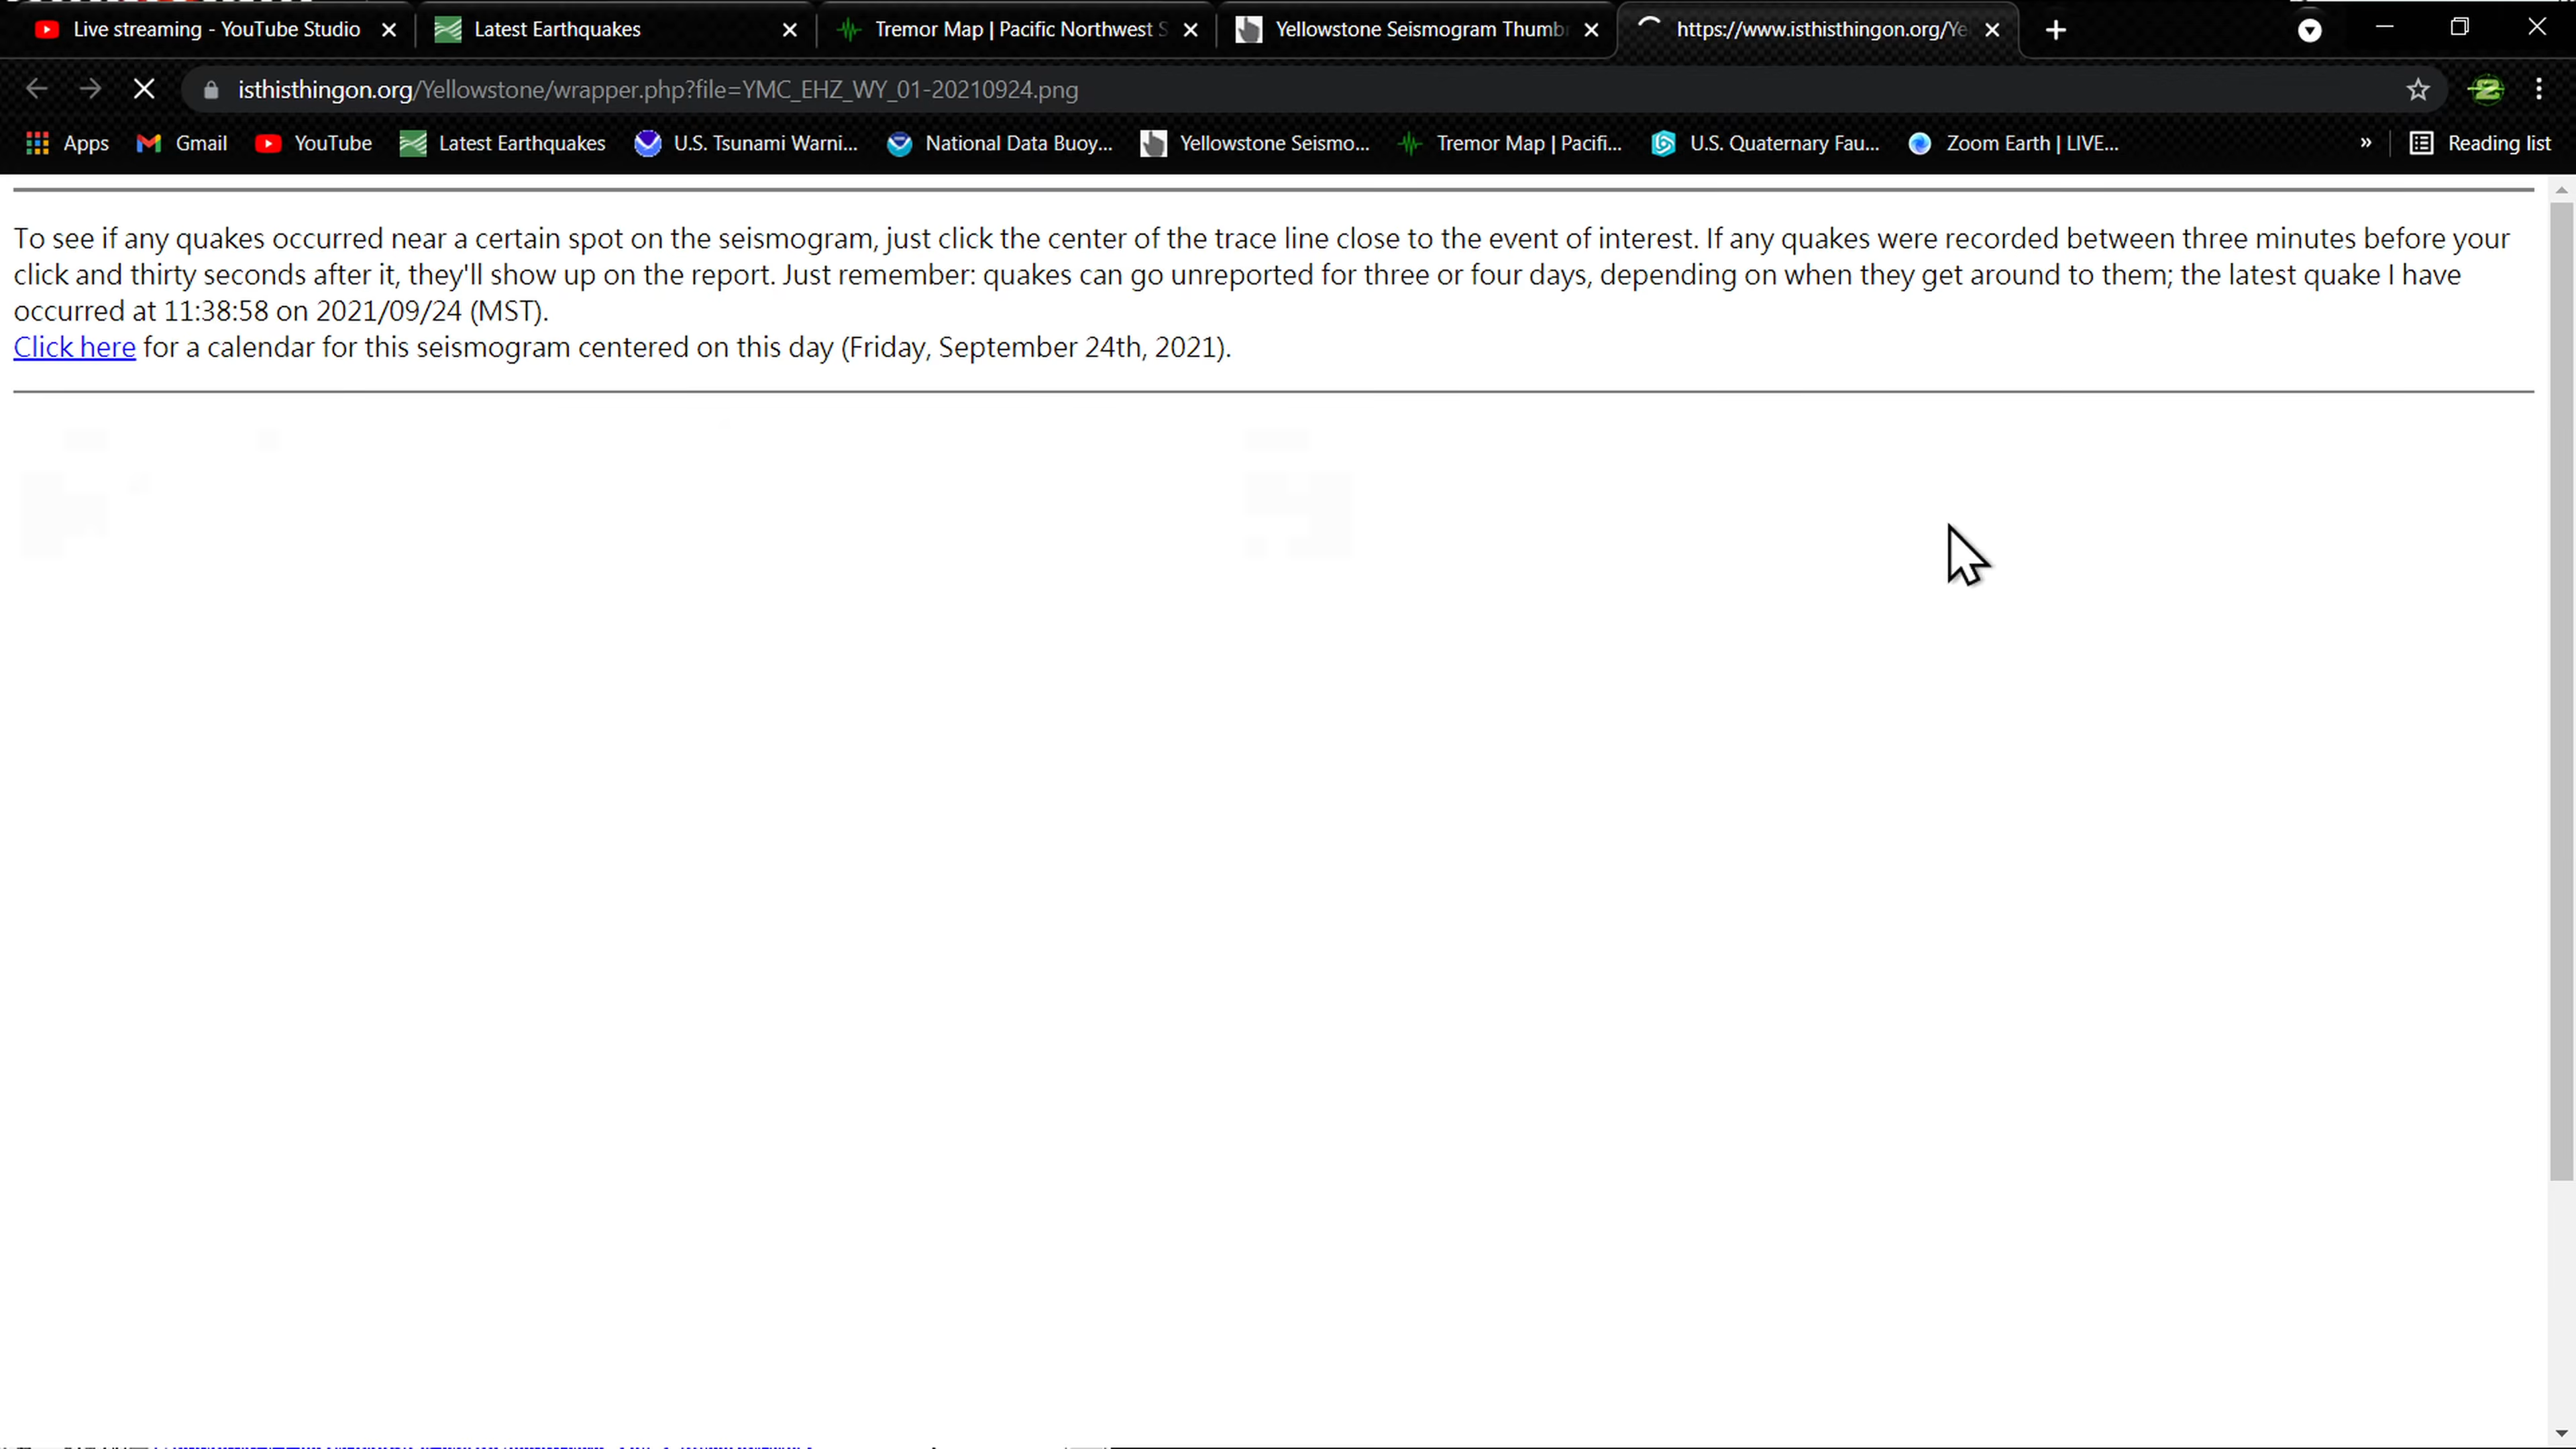 Live streaming - YouTube Studio
Latest Earthquakes
Tremor Map | Pacific Northwest S
Yellowstone Seismogram Thumb
https://www.isthisthingon.org/Ye
isthisthingon.org/Yellowstone/wrapper.php?file=YMC_EHZ_WY_01-20210924.png
Apps
Gmail
YouTube
Latest Earthquakes
U.S. Tsunami Warni...
National Data Buoy...
Yellowstone Seismo...
Tremor Map | Pacifi...
U.S. Quaternary Fau...
Zoom Earth | LIVE...
»
Reading list
To see if any quakes occurred near a certain spot on the seismogram, just click the center of the trace line close to the event of interest. If any quakes were recorded between three minutes before your
click and thirty seconds after it, they'll show up on the report. Just remember: quakes can go unreported for three or four days, depending on when they get around to them; the latest quake I have
occurred at 11:38:58 on 2021/09/24 (MST).
Click here for a calendar for this seismogram centered on this day (Friday, September 24th, 2021).